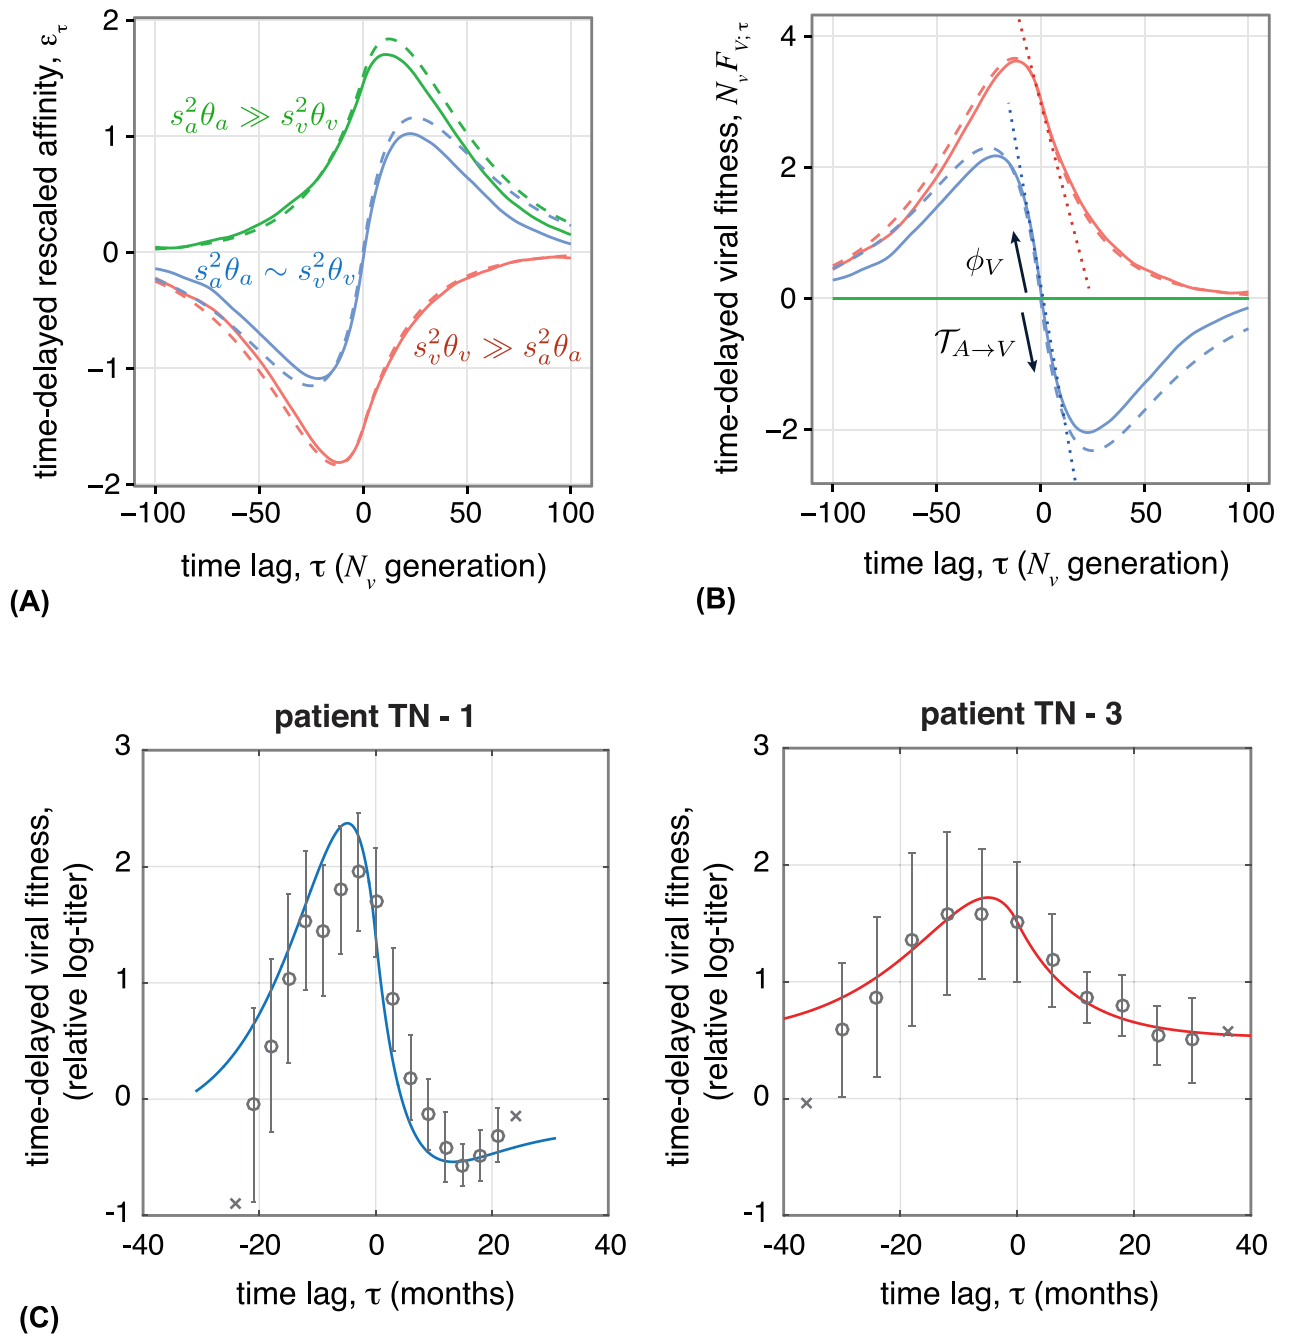 time-delayed rescaled affinity, ε_τ
2
1
0
−1
−2
s_a^2θ_a ≫ s_v^2θ_v
s_a^2θ_a ∼ s_v^2θ_v
s_v^2θ_v ≫ s_a^2θ_a
−100 −50 0 50 100
time lag, τ (N_v generation)
(A)
time-delayed viral fitness, N_vF_{V;τ}
4
2
0
−2
ϕ_V
𝒯_{A→V}
−100 −50 0 50 100
time lag, τ (N_v generation)
(B)
patient TN - 1
time-delayed viral fitness,
(relative log-titer)
3
2
1
0
-1
-40 -20 0 20 40
time lag, τ (months)
patient TN - 3
time-delayed viral fitness,
(relative log-titer)
3
2
1
0
-1
-40 -20 0 20 40
time lag, τ (months)
(C)